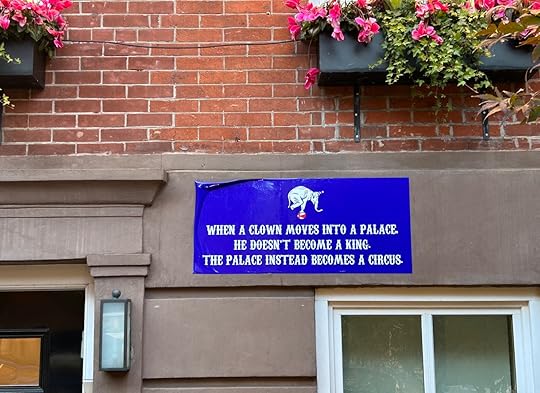 WHEN A CLOWN MOVES INTO A PALACE.
HE DOESN'T BECOME A KING.
THE PALACE INSTEAD BECOMES A CIRCUS.